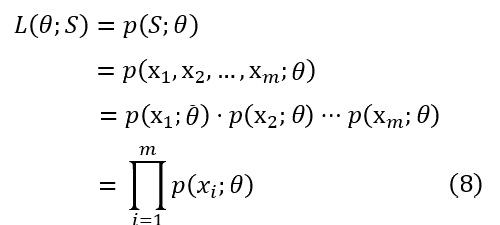 L(θ; S) = p(S; θ)
= p(x₁, x₂, …, xₘ; θ)
= p(x₁; θ̄) · p(x₂; θ) ⋯ p(xₘ; θ)
= ∏ᵢ₌₁ᵐ p(xᵢ; θ) (8)